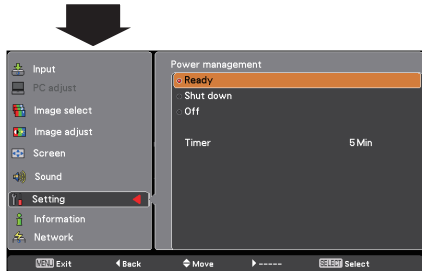 Input
PC adjust
Image select
Image adjust
Screen
Sound
Setting
Information
Network
Power management
Ready
Shut down
Off
Timer 5 Min
MENU Exit Back Move ----- SELECT Select